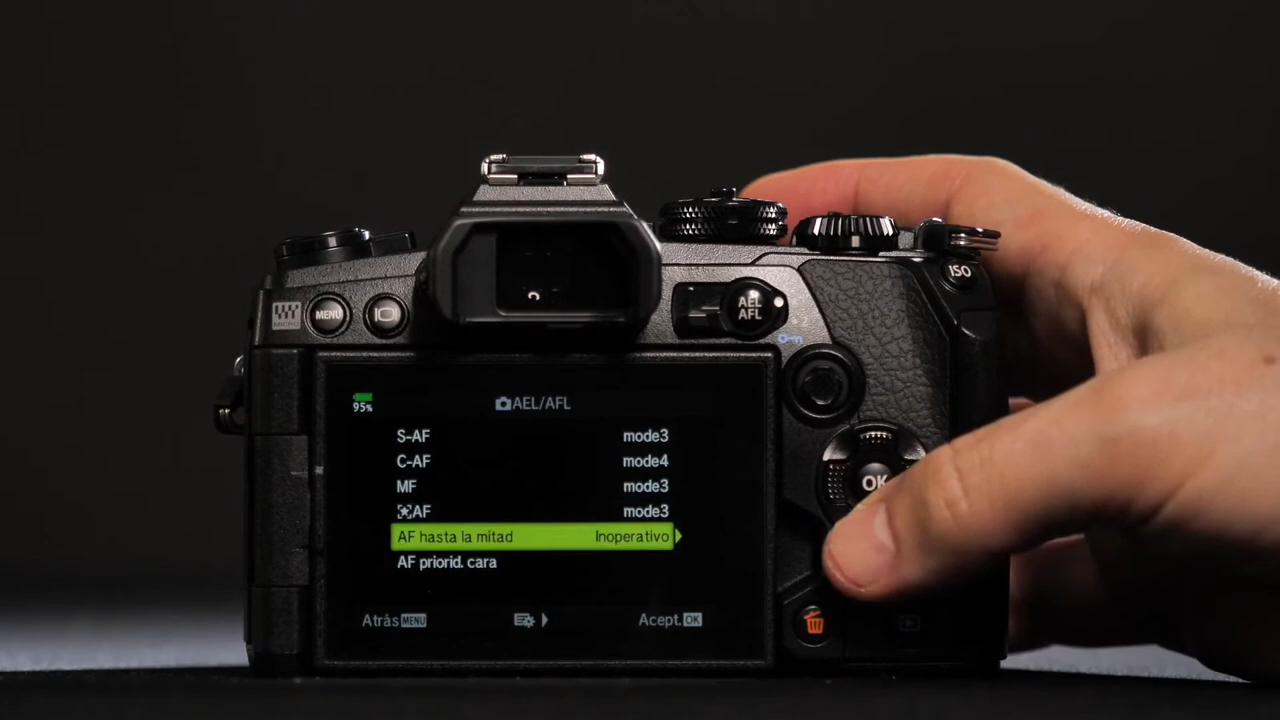 ISO
MENU
AEL
AFL
MICRO
95%
AEL/AFL
S-AF mode3
C-AF mode4
MF mode3
AF mode3
AF hasta la mitad Inoperativo
AF priorid. cara
Atrás MENU
Acept. OK
OK